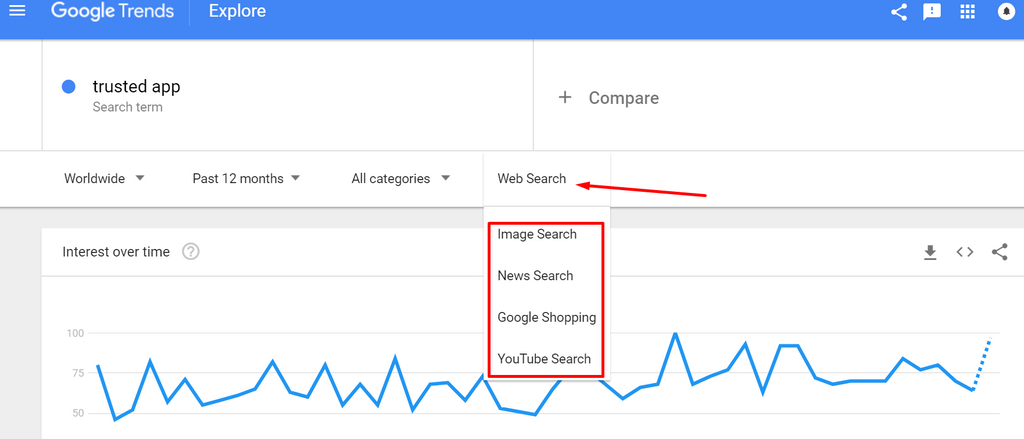 Google Trends Explore
trusted app
Search term
+ Compare
Worldwide Past 12 months All categories Web Search
Image Search
Interest over time ?
News Search
Google Shopping
YouTube Search
100
75
50